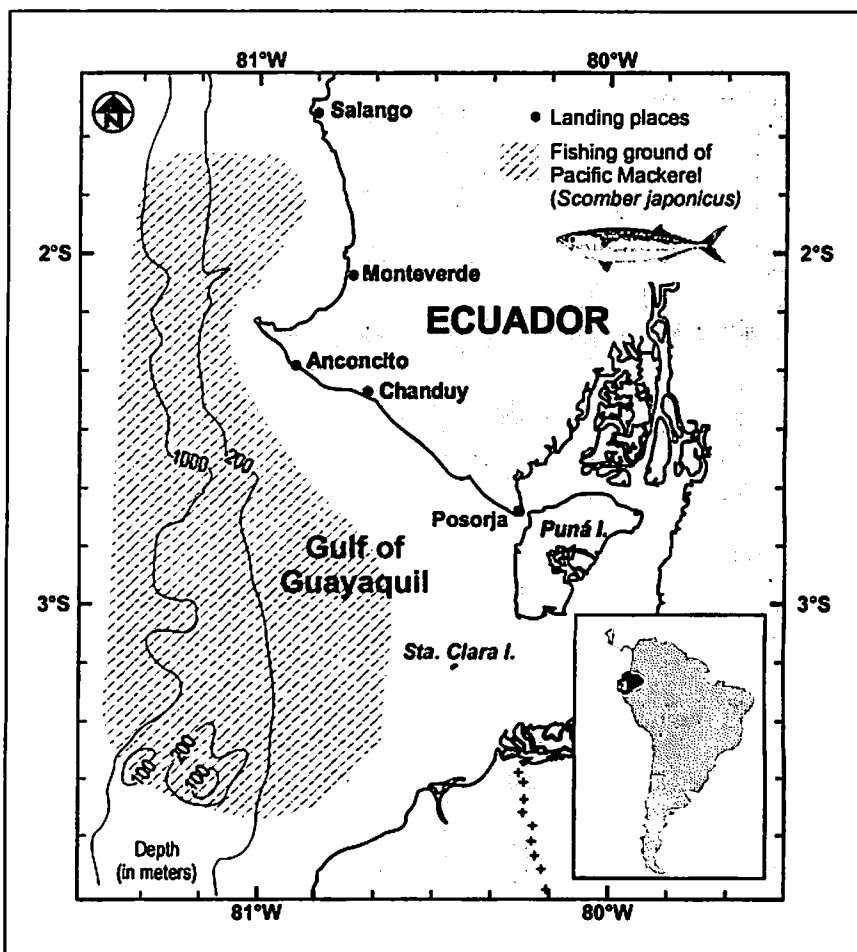 81°W 80°W
N
Salango
Landing places
Fishing ground of
Pacific Mackerel
(Scomber japonicus)
2°S 2°S
Monteverde
ECUADOR
Anconcito
Chanduy
1000 200
Posorja
Puná I.
Gulf of
Guayaquil
3°S 3°S
Sta. Clara I.
200
100 100
Depth
(in meters)
81°W 80°W